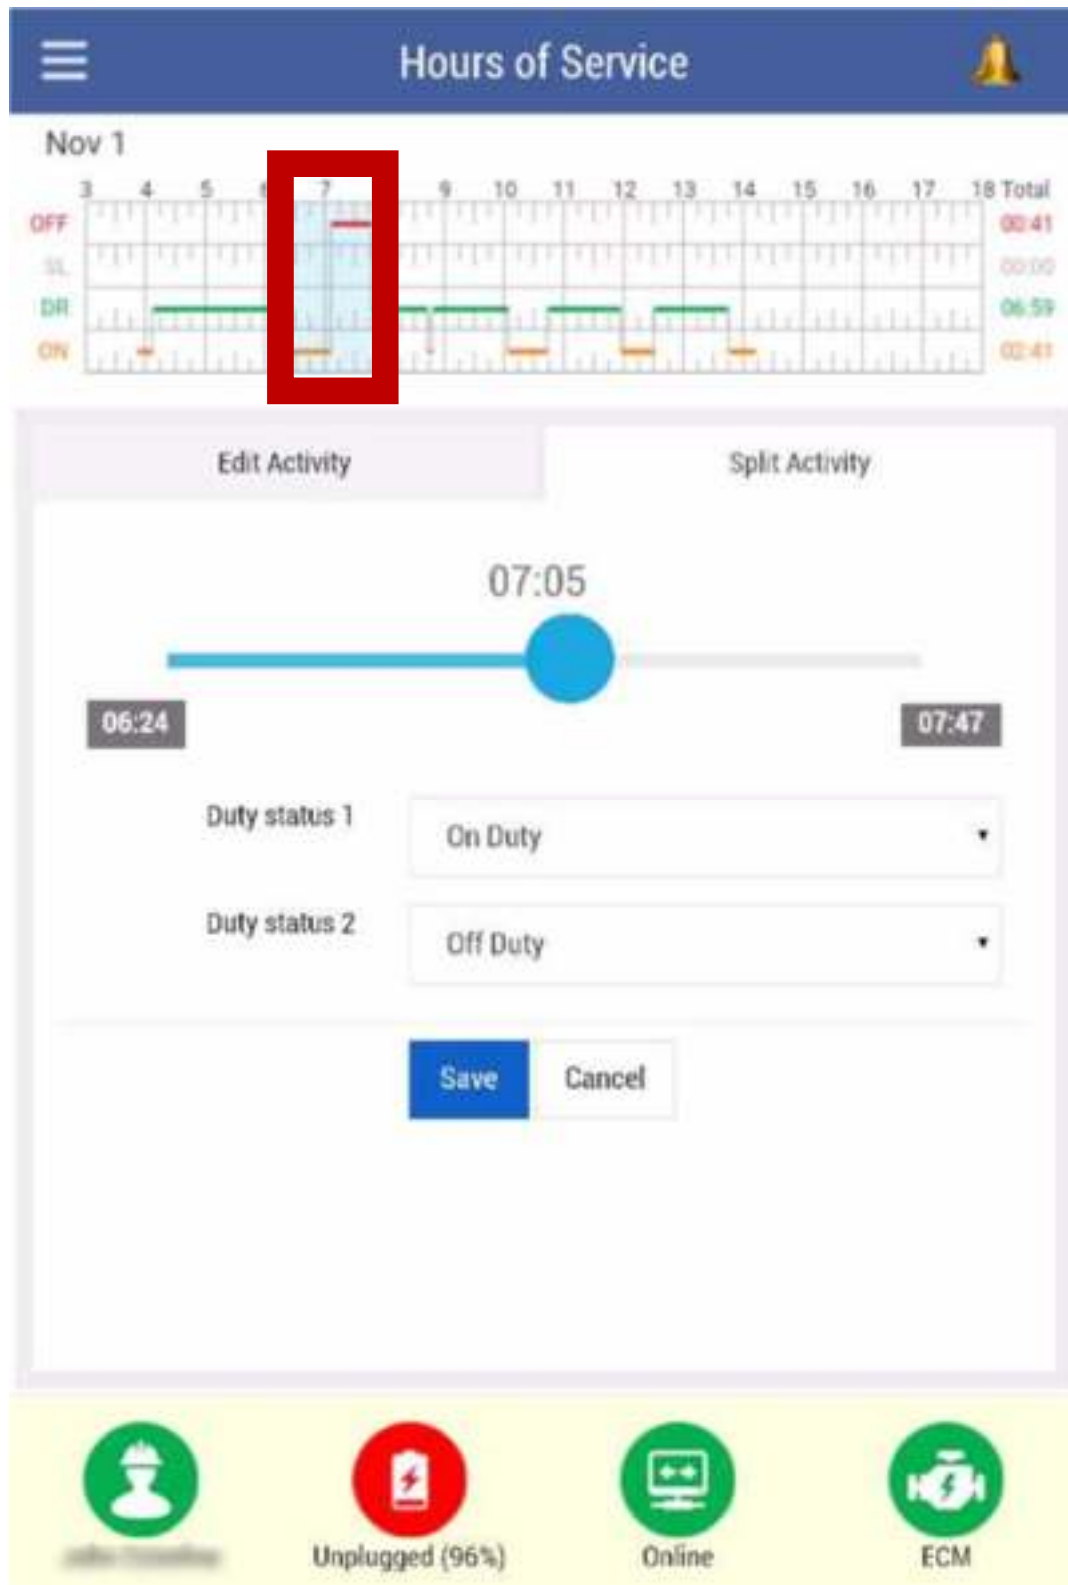 Hours of Service
Nov 1
3 4 5 6 7 9 10 11 12 13 14 15 16 17 18 Total
OFF 00:41
SL 00:00
DR 06:59
ON 02:41
Edit Activity Split Activity
07:05
06:24 07:47
Duty status 1 On Duty
Duty status 2 Off Duty
Save Cancel
Unplugged (96%) Online ECM